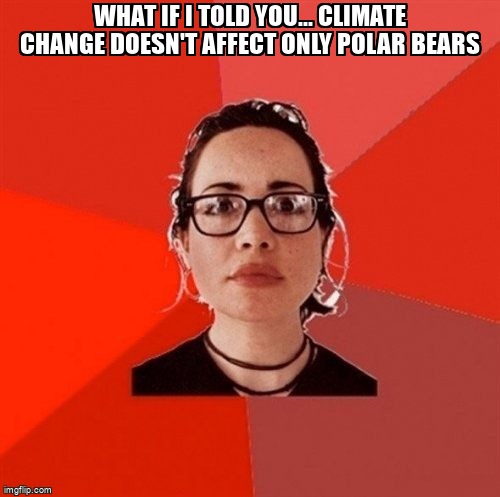 WHAT IF I TOLD YOU... CLIMATE
CHANGE DOESN'T AFFECT ONLY POLAR BEARS
imgflip.com